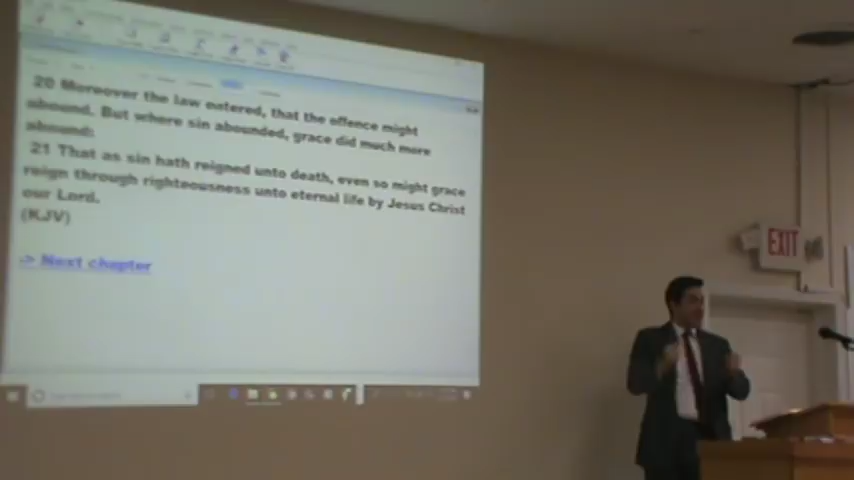 20 Moreover the law entered, that the offence might
abound. But where sin abounded, grace did much more
abound:
21 That as sin hath reigned unto death, even so might grace
reign through righteousness unto eternal life by Jesus Christ
our Lord.
(KJV)
-> Next chapter
EXIT